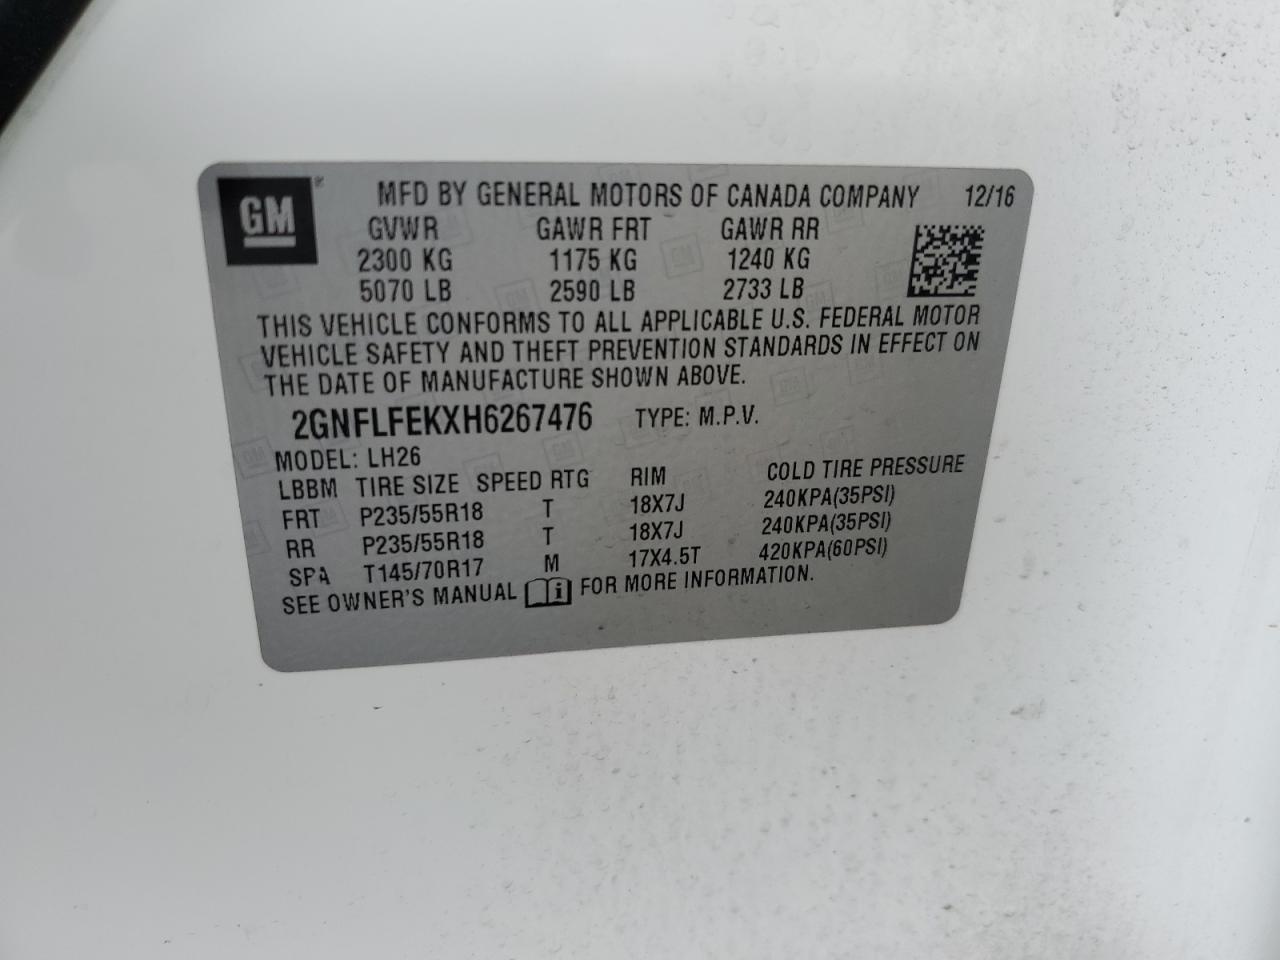 GM ® MFD BY GENERAL MOTORS OF CANADA COMPANY 12/16
GVWR GAWR FRT GAWR RR
2300 KG 1175 KG 1240 KG
5070 LB 2590 LB 2733 LB
THIS VEHICLE CONFORMS TO ALL APPLICABLE U.S. FEDERAL MOTOR
VEHICLE SAFETY AND THEFT PREVENTION STANDARDS IN EFFECT ON
THE DATE OF MANUFACTURE SHOWN ABOVE.
2GNFLFEKXH6267476 TYPE: M.P.V.
MODEL: LH26
LBBM TIRE SIZE SPEED RTG RIM COLD TIRE PRESSURE
FRT P235/55R18 T 18X7J 240KPA(35PSI)
RR P235/55R18 T 18X7J 240KPA(35PSI)
SPA T145/70R17 M 17X4.5T 420KPA(60PSI)
SEE OWNER'S MANUAL i FOR MORE INFORMATION.